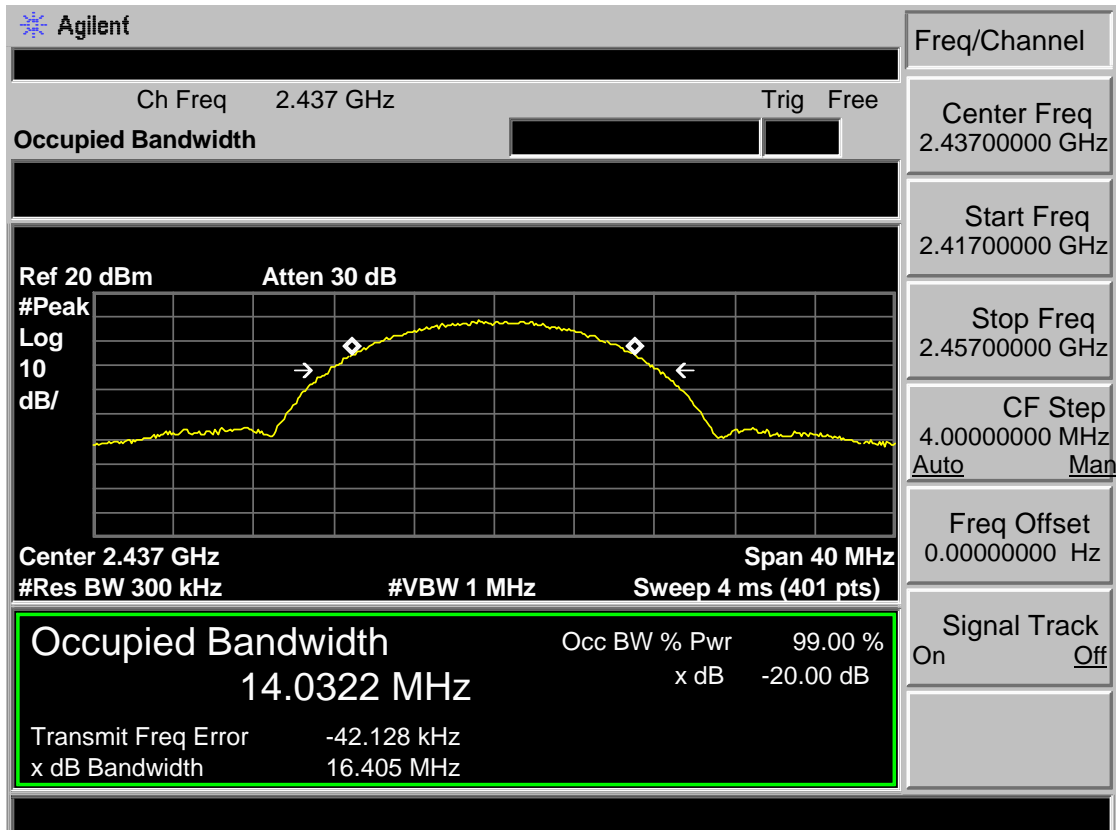 Agilent
Ch Freq 2.437 GHz Trig Free
Occupied Bandwidth
Ref 20 dBm Atten 30 dB
#Peak
Log
10
dB/
Center 2.437 GHz Span 40 MHz
#Res BW 300 kHz #VBW 1 MHz Sweep 4 ms (401 pts)
Occupied Bandwidth
14.0322 MHz
Occ BW % Pwr 99.00 %
x dB -20.00 dB
Transmit Freq Error -42.128 kHz
x dB Bandwidth 16.405 MHz
Freq/Channel
Center Freq
2.43700000 GHz
Start Freq
2.41700000 GHz
Stop Freq
2.45700000 GHz
CF Step
4.00000000 MHz
Auto Man
Freq Offset
0.00000000 Hz
Signal Track
On Off